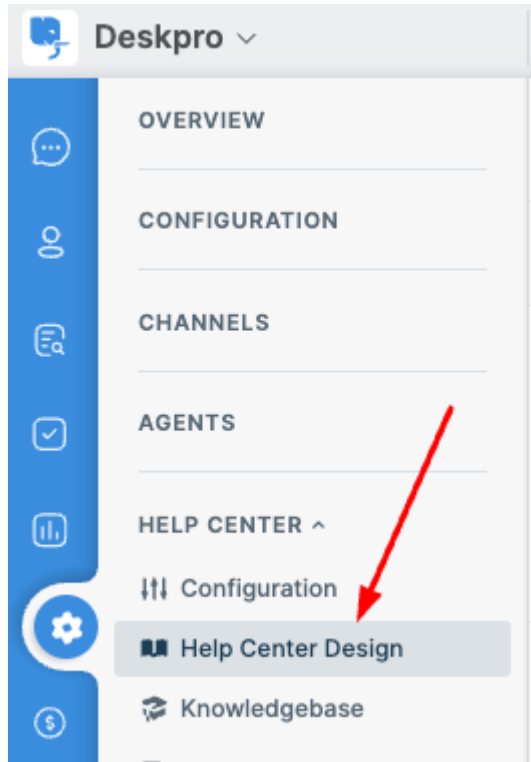 Deskpro
OVERVIEW
CONFIGURATION
CHANNELS
AGENTS
HELP CENTER
Configuration
Help Center Design
Knowledgebase